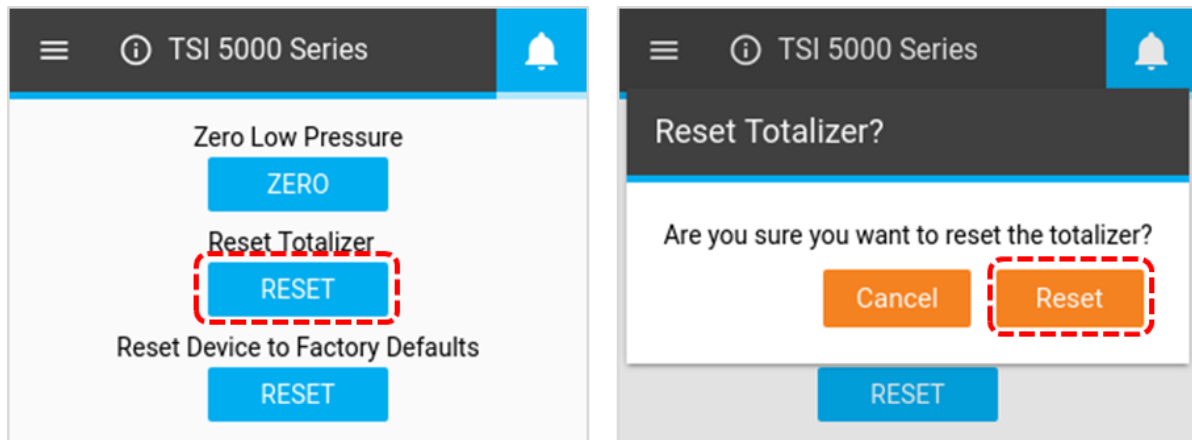 TSI 5000 Series
Zero Low Pressure
ZERO
Reset Totalizer
RESET
Reset Device to Factory Defaults
RESET
TSI 5000 Series
Reset Totalizer?
Are you sure you want to reset the totalizer?
Cancel Reset
RESET